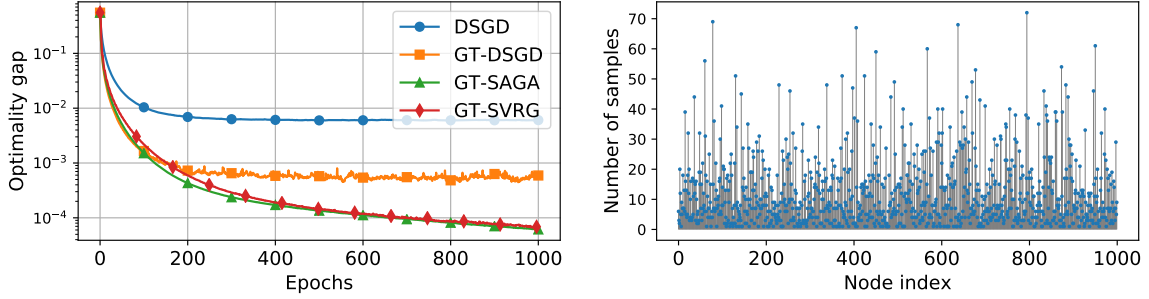 Optimality gap
10⁻¹
10⁻²
10⁻³
10⁻⁴
0 200 400 600 800 1000
Epochs
DSGD
GT-DSGD
GT-SAGA
GT-SVRG
Number of samples
70
60
50
40
30
20
10
0
0 200 400 600 800 1000
Node index